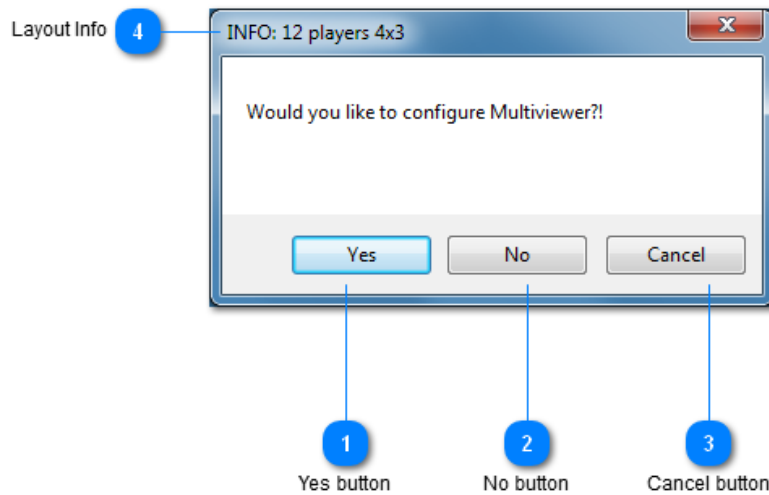 Layout Info 4 INFO: 12 players 4x3
Would you like to configure Multiviewer?!
Yes No Cancel
1 2 3
Yes button No button Cancel button